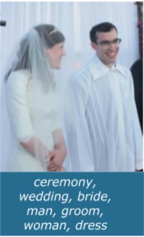 ceremony,
wedding, bride,
man, groom,
woman, dress